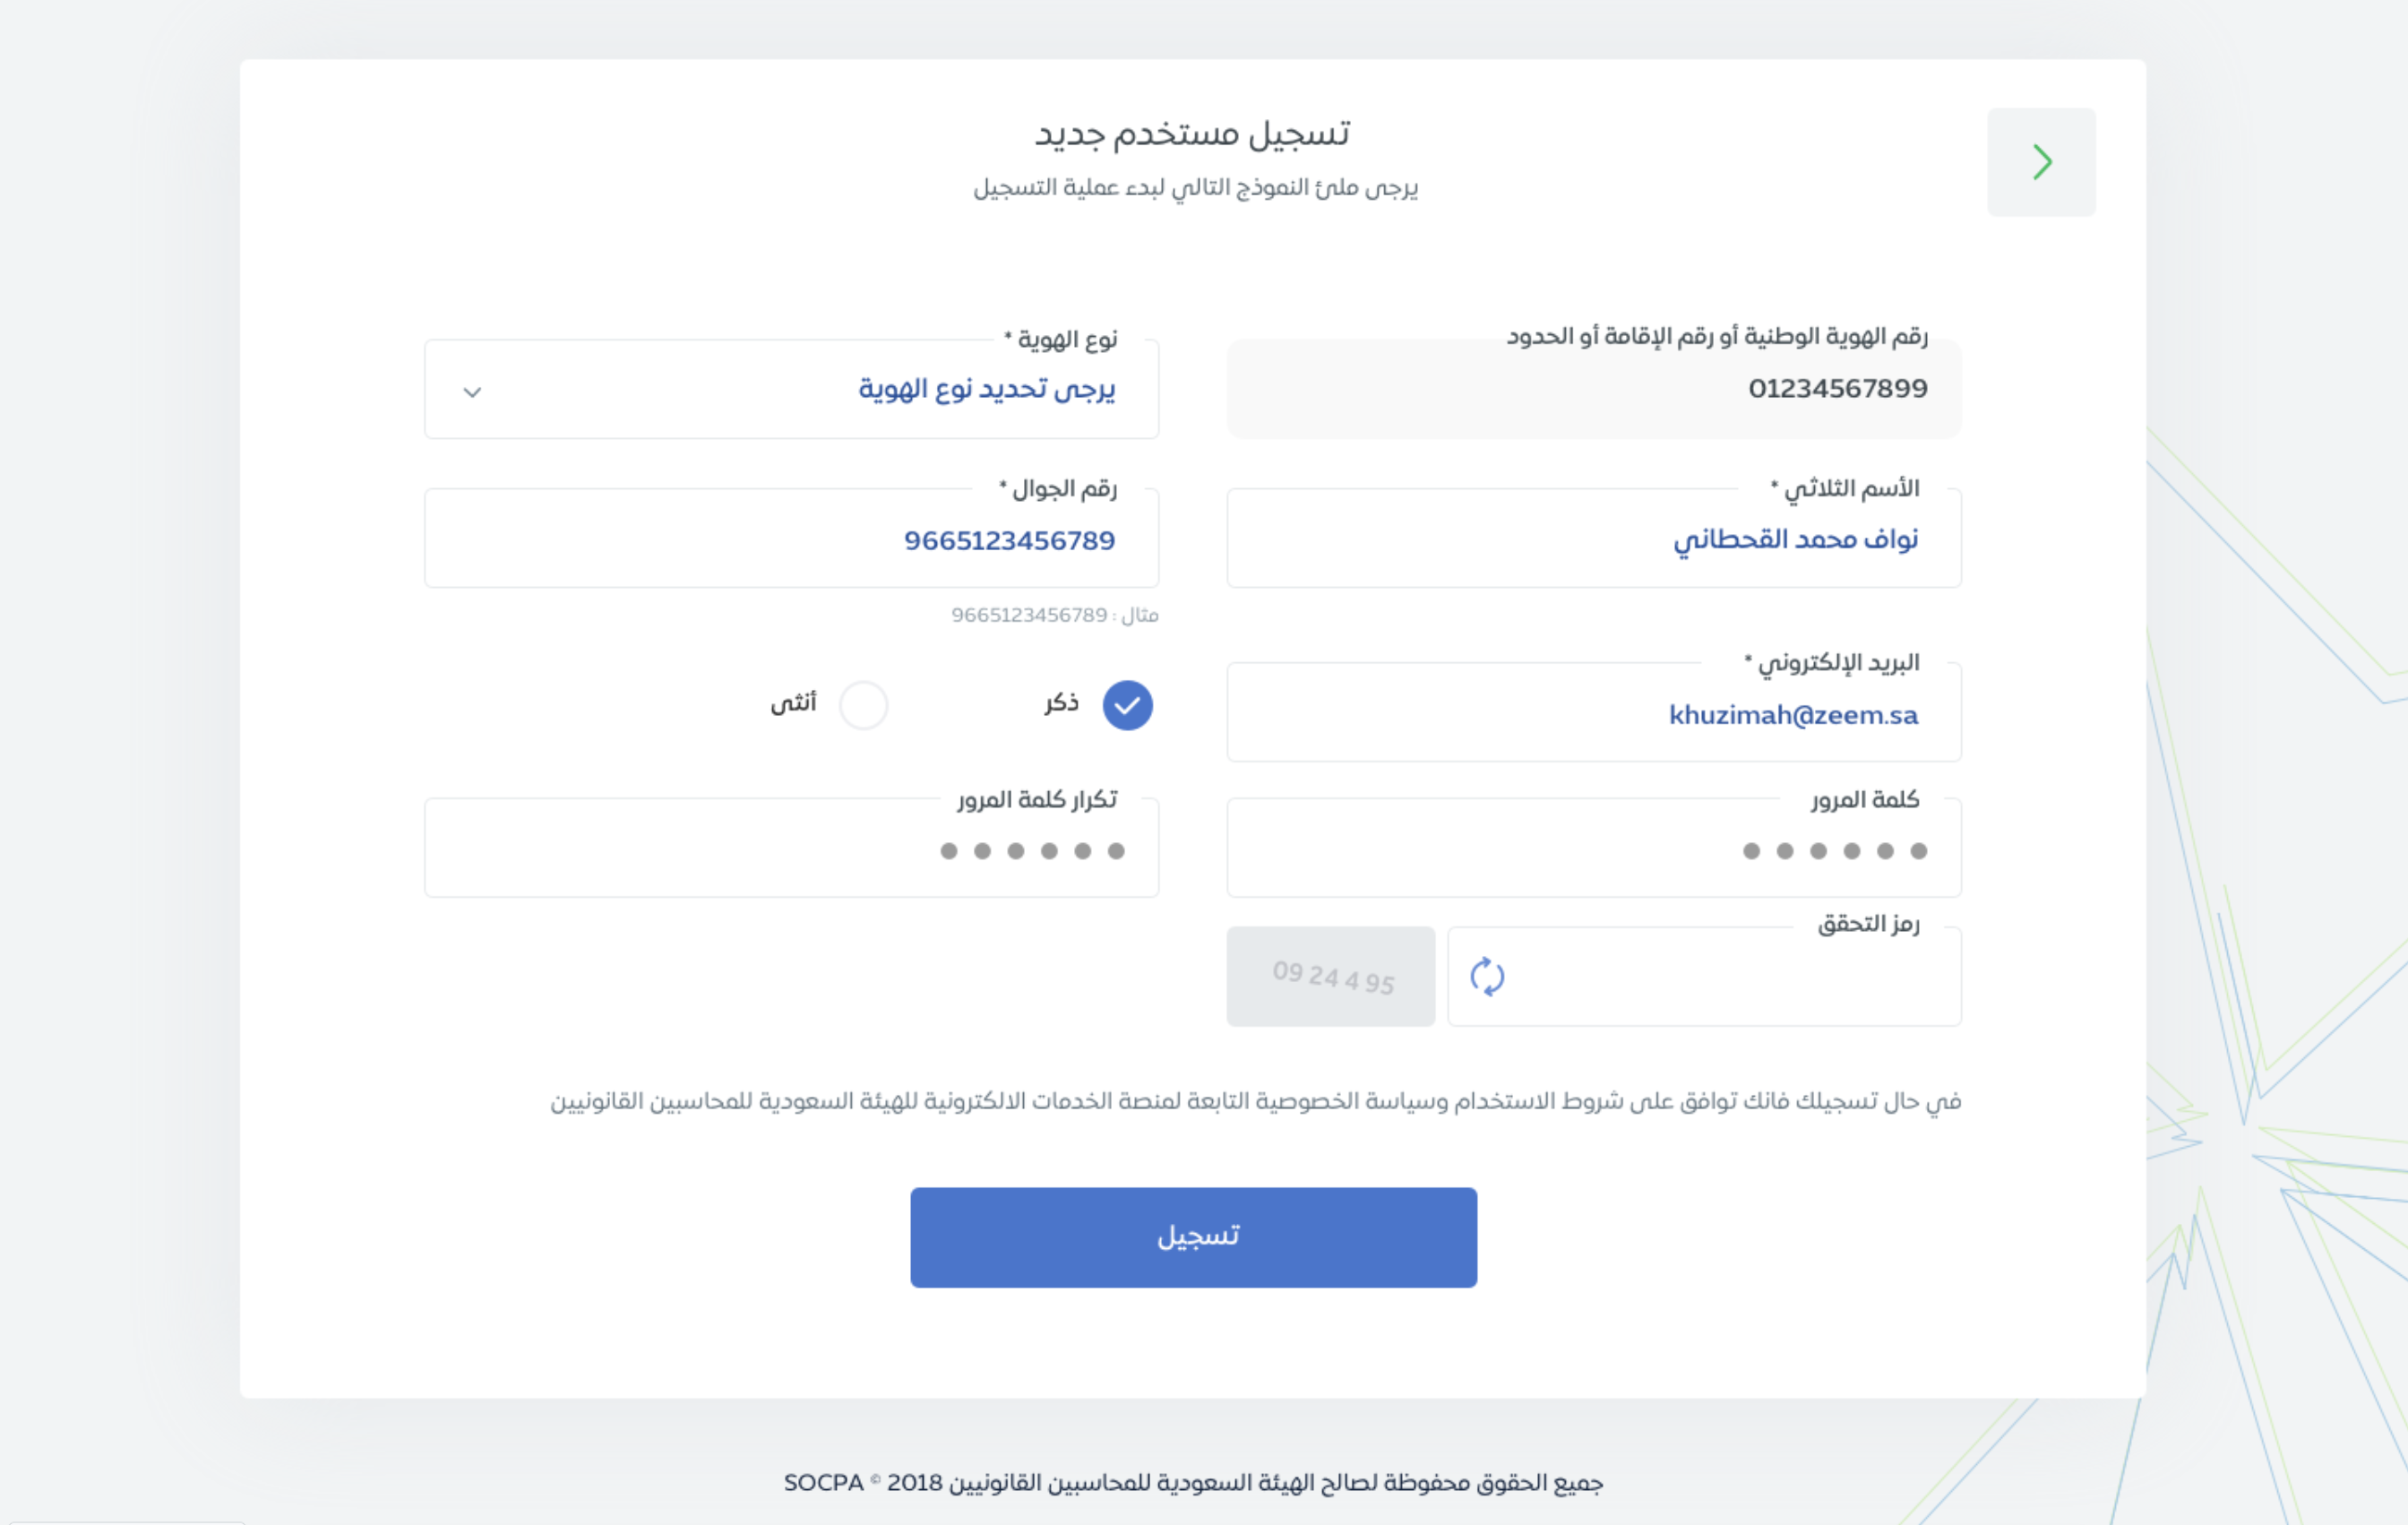 تسجيل مستخدم جديد
يرجى ملئ النموذج التالي لبدء عملية التسجيل
رقم الهوية الوطنية أو رقم الإقامة أو الحدود
01234567899
نوع الهوية *
يرجى تحديد نوع الهوية
الأسم الثلاثي *
نواف محمد القحطاني
رقم الجوال *
9665123456789
مثال : 9665123456789
البريد الإلكتروني *
khuzimah@zeem.sa
ذكر
أنثى
كلمة المرور
تكرار كلمة المرور
رمز التحقق
09 24 4 95
في حال تسجيلك فانك توافق على شروط الاستخدام وسياسة الخصوصية التابعة لمنصة الخدمات الالكترونية للهيئة السعودية للمحاسبين القانونيين
تسجيل
جميع الحقوق محفوظة لصالح الهيئة السعودية للمحاسبين القانونيين SOCPA © 2018